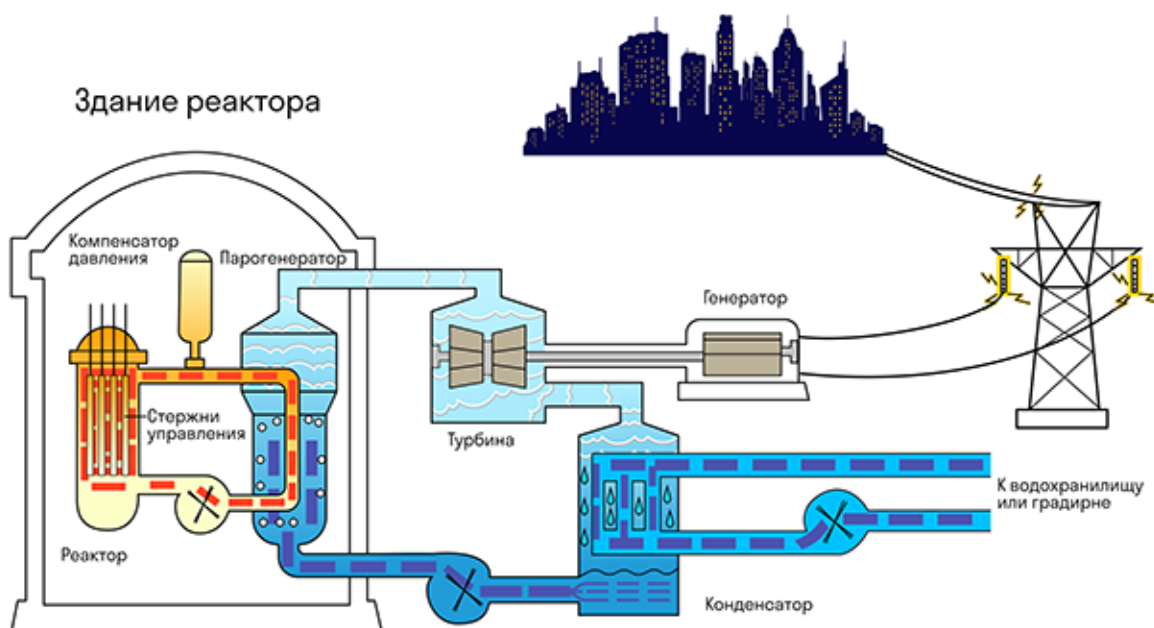 Здание реактора
Компенсатор
давления
Парогенератор
Генератор
Стержни
управления
Турбина
К водохранилищу
или градирне
Реактор
Конденсатор